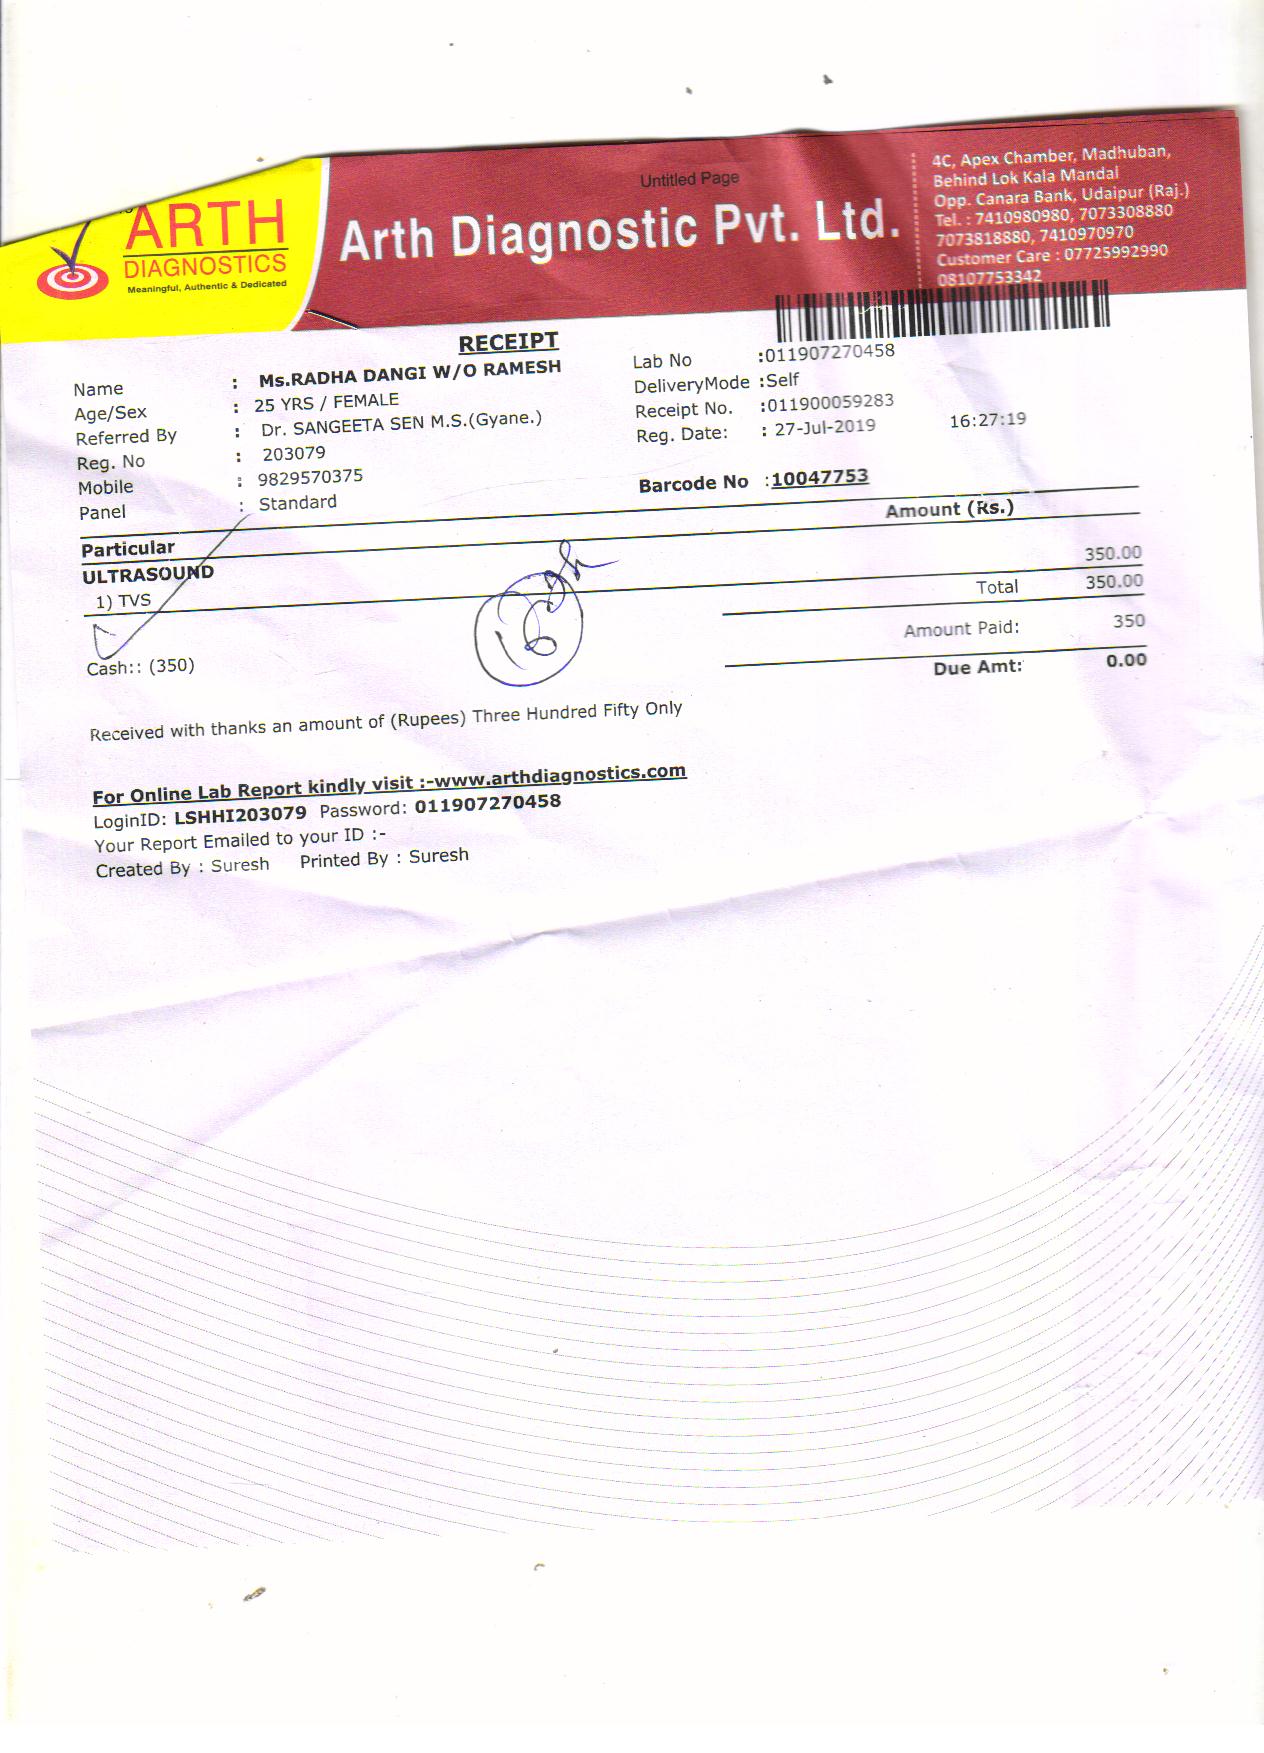 Untitled Page
ARTH
DIAGNOSTICS
Meaningful, Authentic & Dedicated
Arth Diagnostic Pvt. Ltd.
4C, Apex Chamber, Madhuban,
Behind Lok Kala Mandal
Opp. Canara Bank, Udaipur (Raj.)
Tel. : 7410980980, 7073308880
7073818880, 7410970970
Customer Care : 07725992990
08107753342
RECEIPT
Name : Ms.RADHA DANGI W/O RAMESH
Age/Sex : 25 YRS / FEMALE
Referred By : Dr. SANGEETA SEN M.S.(Gyane.)
Reg. No : 203079
Mobile : 9829570375
Panel : Standard
Lab No :011907270458
DeliveryMode :Self
Receipt No. :011900059283
Reg. Date: : 27-Jul-2019 16:27:19
Barcode No :10047753
Particular Amount (Rs.)
ULTRASOUND
1) TVS 350.00
Total 350.00
Amount Paid: 350
Due Amt: 0.00
Cash:: (350)
Received with thanks an amount of (Rupees) Three Hundred Fifty Only
For Online Lab Report kindly visit :-www.arthdiagnostics.com
LoginID: LSHHI203079 Password: 011907270458
Your Report Emailed to your ID :-
Created By : Suresh Printed By : Suresh